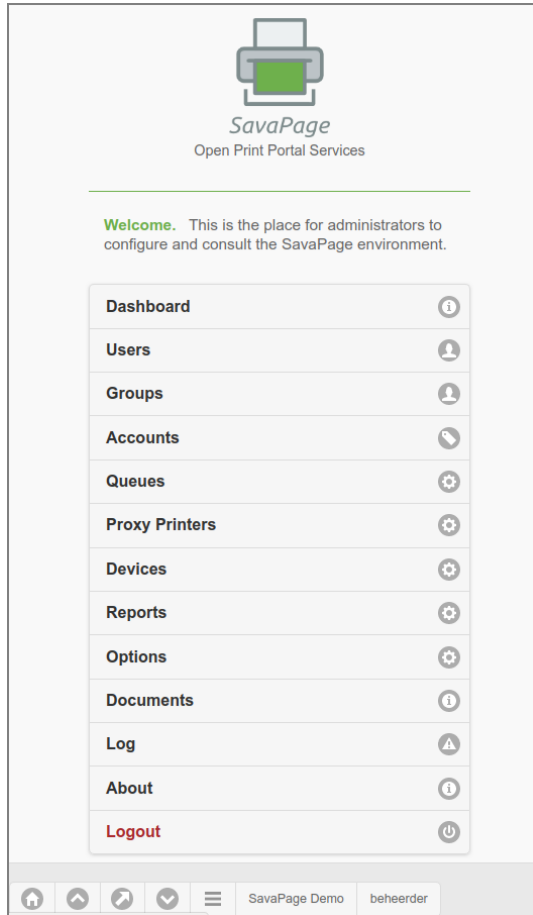 SavaPage
Open Print Portal Services
Welcome. This is the place for administrators to
configure and consult the SavaPage environment.
Dashboard
Users
Groups
Accounts
Queues
Proxy Printers
Devices
Reports
Options
Documents
Log
About
Logout
SavaPage Demo beheerder